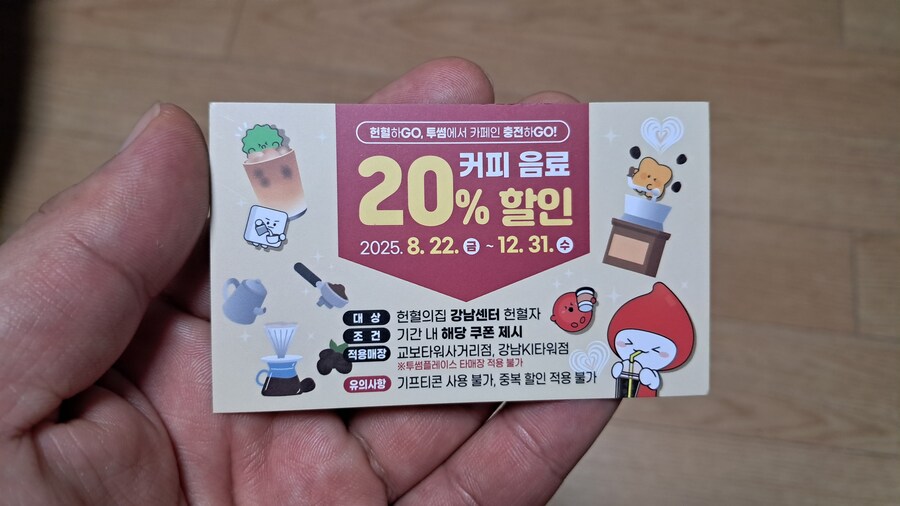 헌혈하GO, 투썸에서 카페인 충전하GO!
20% 커피 음료 할인
2025. 8. 22. 금 ~ 12. 31. 수
대 상 헌혈의집 강남센터 헌혈자
조 건 기간 내 해당 쿠폰 제시
적용매장 교보타워사거리점, 강남KI타워점
※투썸플레이스 타매장 적용 불가
유의사항 기프티콘 사용 불가, 중복 할인 적용 불가